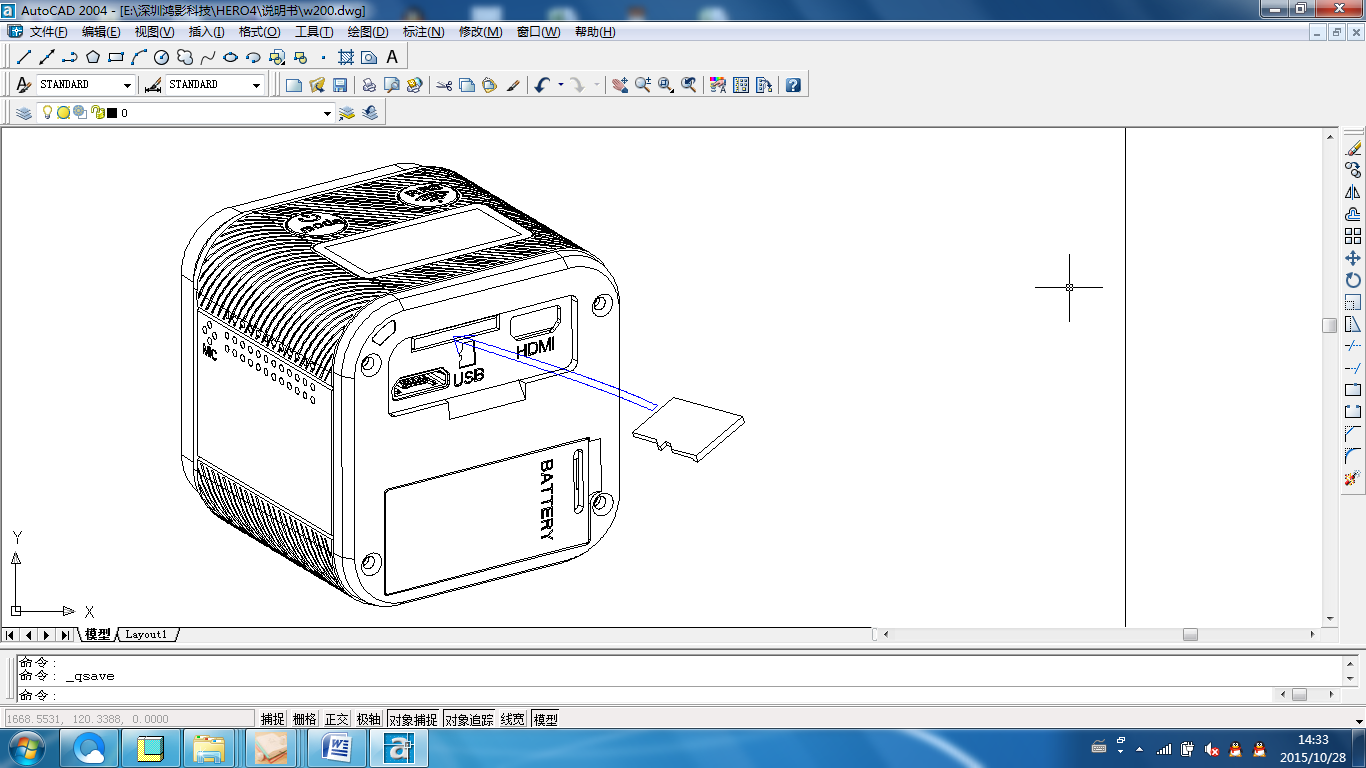 AutoCAD 2004 - [E:\深圳鸿影科技\HERO4\说明书\w200.dwg]
文件(F) 编辑(E) 视图(V) 插入(I) 格式(O) 工具(T) 绘图(D) 标注(N) 修改(M) 窗口(W) 帮助(H)
A
STANDARD STANDARD
0
mode
MIC
HDMI
USB
BATTERY
Y
X
模型 Layout1
命令:
命令: _qsave
命令:
1668.5531, 120.3388, 0.0000 捕捉 栅格 正交 极轴 对象捕捉 对象追踪 线宽 模型
14:33
2015/10/28